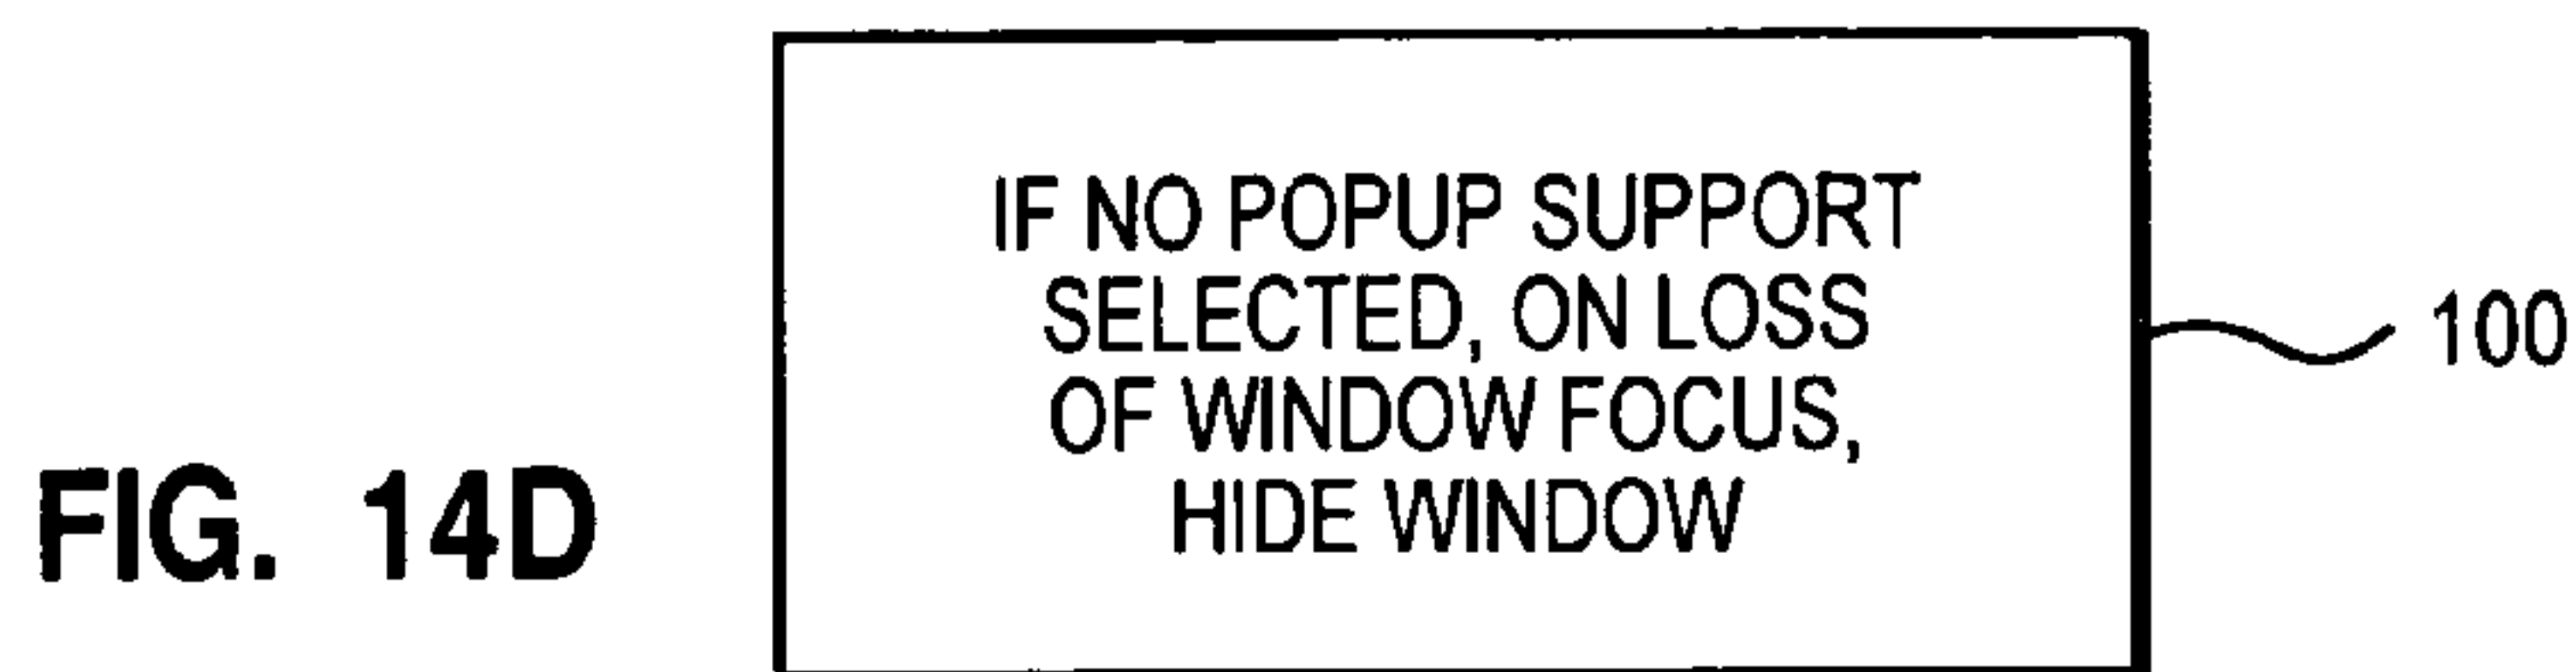 IF NO POPUP SUPPORT
SELECTED, ON LOSS
OF WINDOW FOCUS,
HIDE WINDOW
100
FIG. 14D